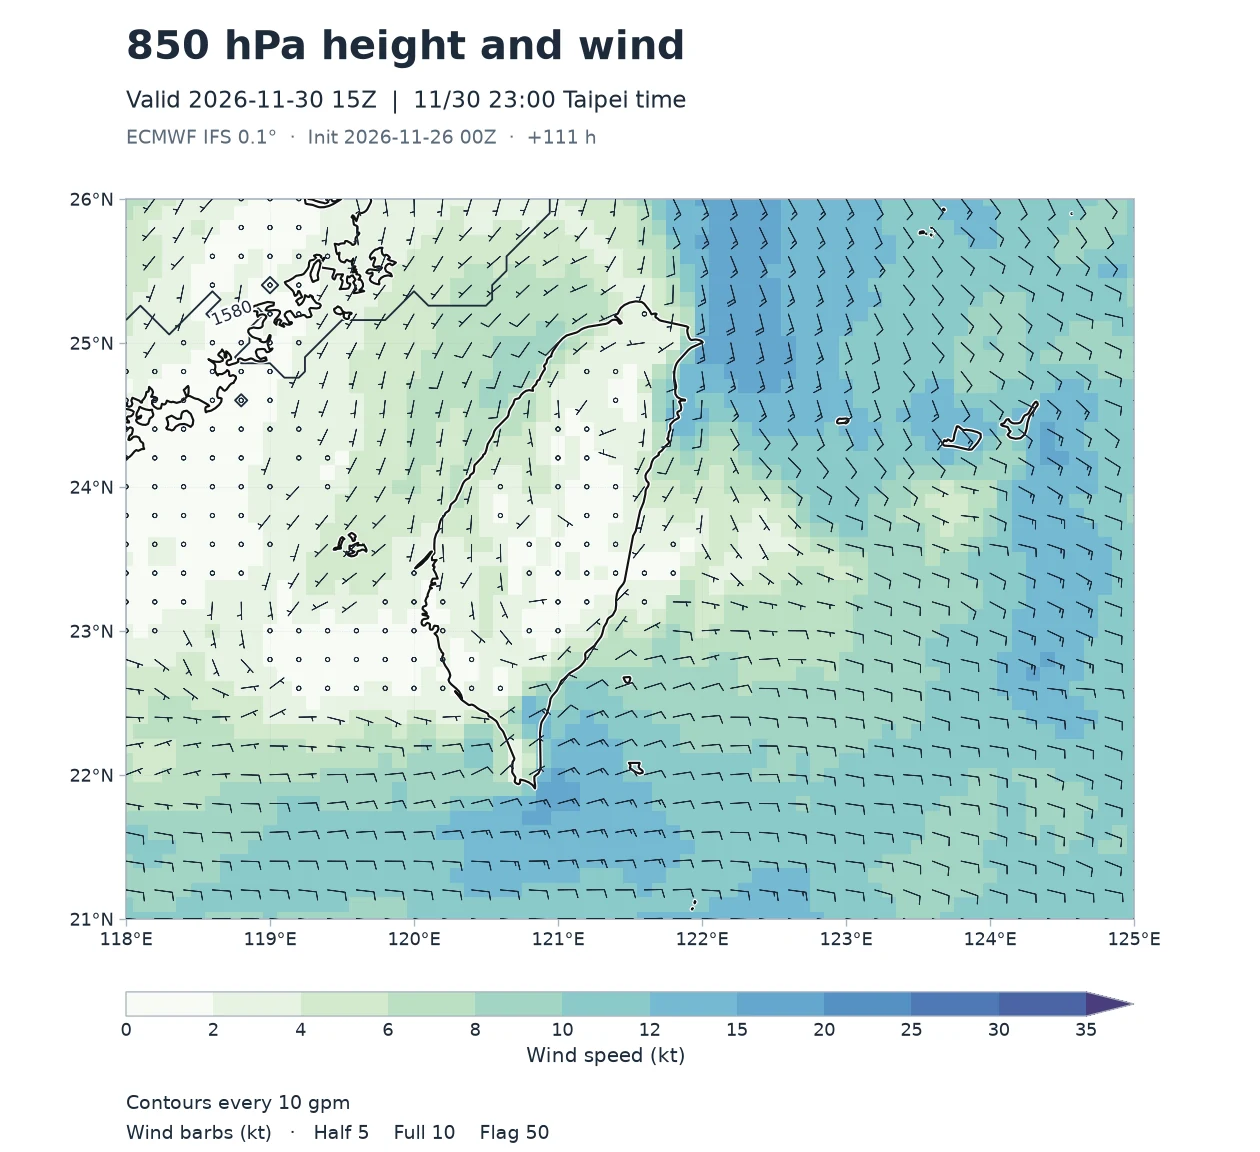 850 hPa height and wind
Valid 2026-11-30 15Z | 11/30 23:00 Taipei time
ECMWF IFS 0.1° · Init 2026-11-26 00Z · +111 h
26°N
25°N
24°N
23°N
22°N
21°N
1580
118°E 119°E 120°E 121°E 122°E 123°E 124°E 125°E
0 2 4 6 8 10 12 15 20 25 30 35
Wind speed (kt)
Contours every 10 gpm
Wind barbs (kt) · Half 5 Full 10 Flag 50